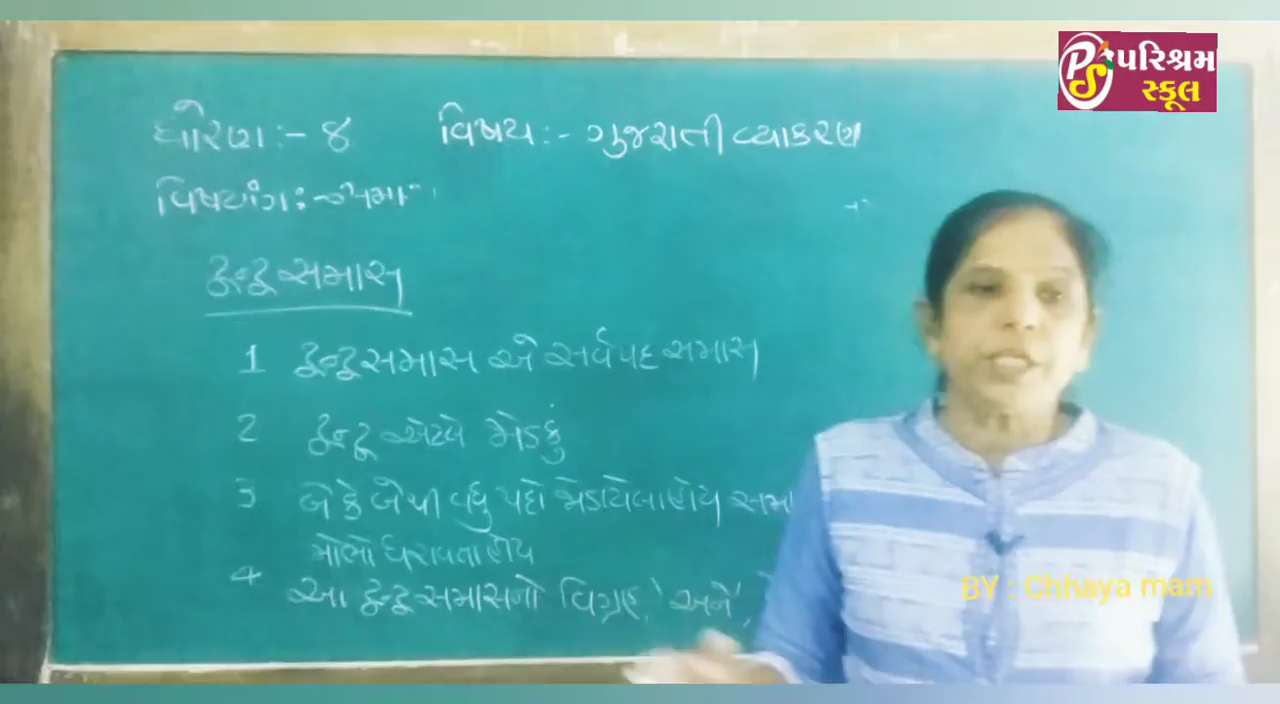 પરિશ્રમ
સ્કૂલ
ધોરણ:- ૪ વિષય:- ગુજરાતી વ્યાકરણ
વિષયાંગ:- સમા
દ્વન્દ્વ સમાસ
1 દ્વન્દ્વ સમાસ એ સર્વપદ સમાસ
2 દ્વન્દ્વ એટલે જોડકું
3 બે કે બેથી વધુ પદો જોડાયેલા હોય સમા
મોભો ધરાવતા હોય
4 આ દ્વન્દ્વ સમાસનો વિગ્રહ 'અને',
BY : Chhaya mam